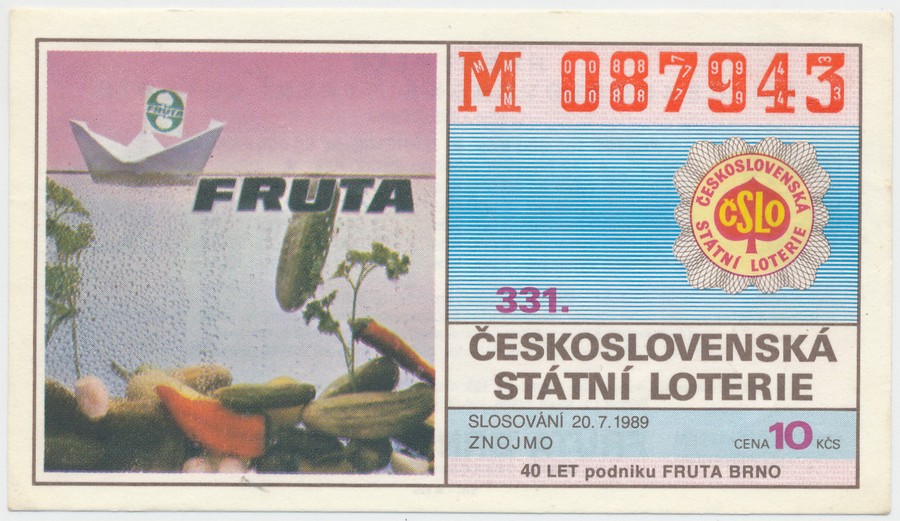 FRUTA
FRUTA
M 087943
ČESKOSLOVENSKÁ
ČSLO
STÁTNÍ LOTERIE
331.
ČESKOSLOVENSKÁ
STÁTNÍ LOTERIE
SLOSOVÁNÍ 20.7.1989
ZNOJMO
CENA 10 KČS
40 LET podniku FRUTA BRNO